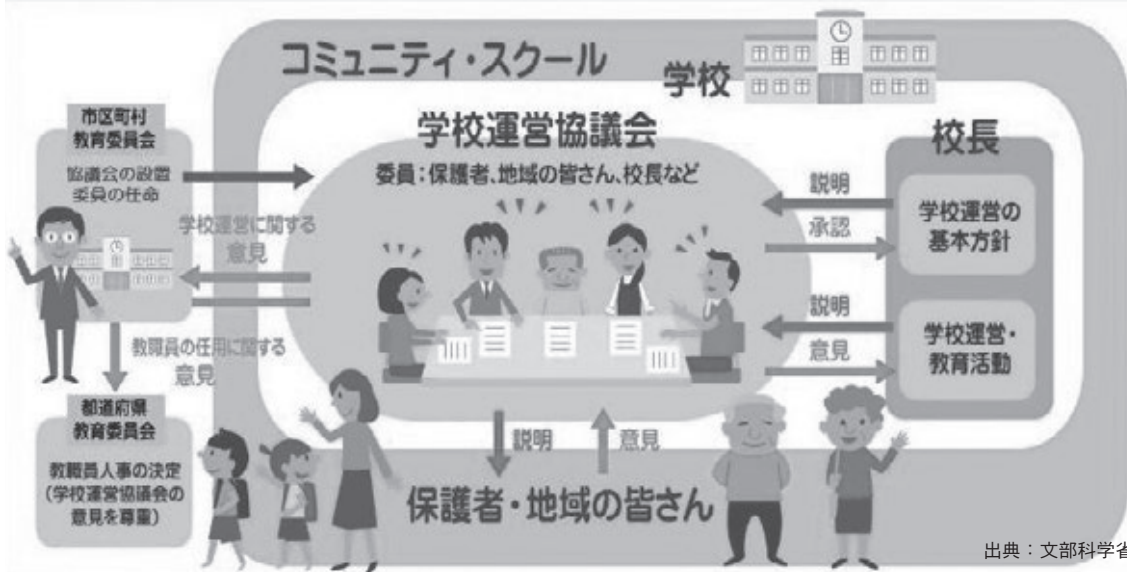 コミュニティ・スクール
学校
市区町村
教育委員会
協議会の設置
委員の任命
学校運営協議会
委員:保護者、地域の皆さん、校長など
学校運営に関する
意見
教職員の任用に関する
意見
都道府県
教育委員会
教職員人事の決定
(学校運営協議会の
意見を尊重)
校長
説明
承認
学校運営の
基本方針
説明
意見
学校運営・
教育活動
説明
意見
保護者・地域の皆さん
出典:文部科学省